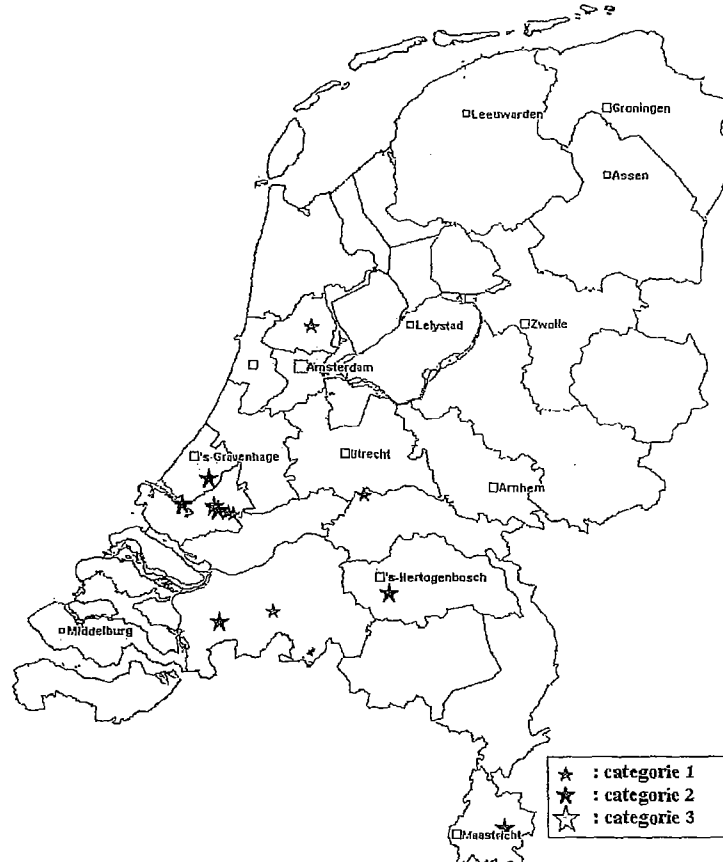 Leeuwarden
Groningen
Assen
Lelystad
Zwolle
Amsterdam
's-Gravenhage
Utrecht
Arnhem
's-Hertogenbosch
Middelburg
: categorie 1
: categorie 2
: categorie 3
Maastricht